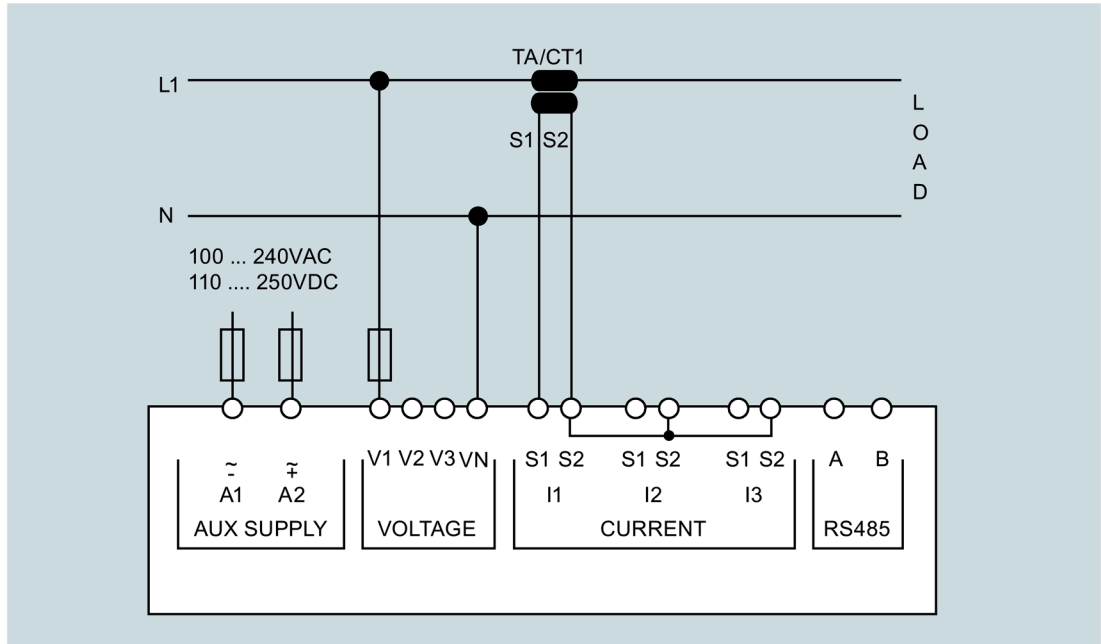 TA/CT1
L1
S1 S2
LOAD
N
100 ... 240VAC
110 .... 250VDC
V1 V2 V3 VN S1 S2 S1 S2 S1 S2 A B
~ ~
- +
A1 A2 I1 I2 I3
AUX SUPPLY VOLTAGE CURRENT RS485